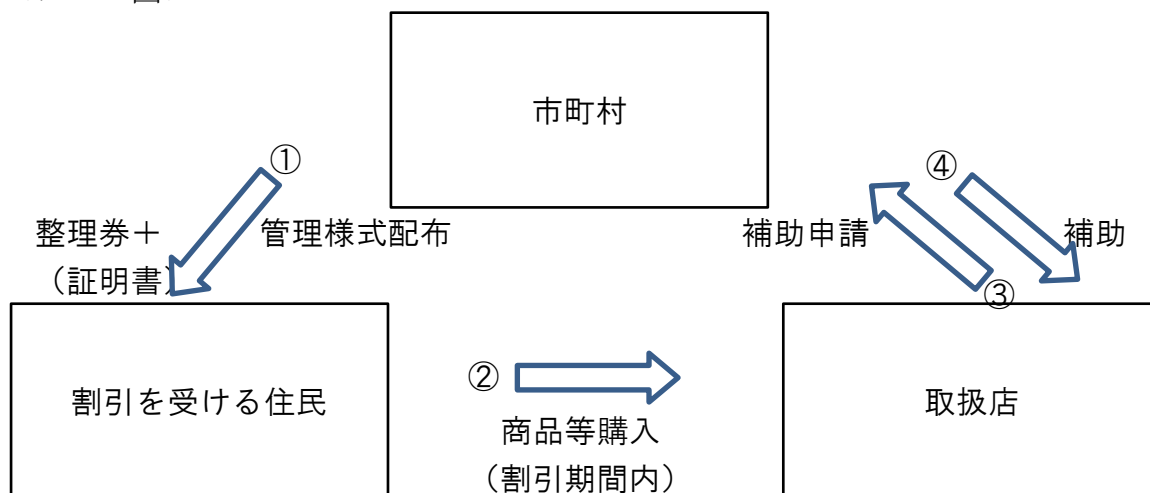 市町村
①
④
整理券＋
管理様式配布
補助申請
補助
（証明書）
③
割引を受ける住民
②
取扱店
商品等購入
（割引期間内）